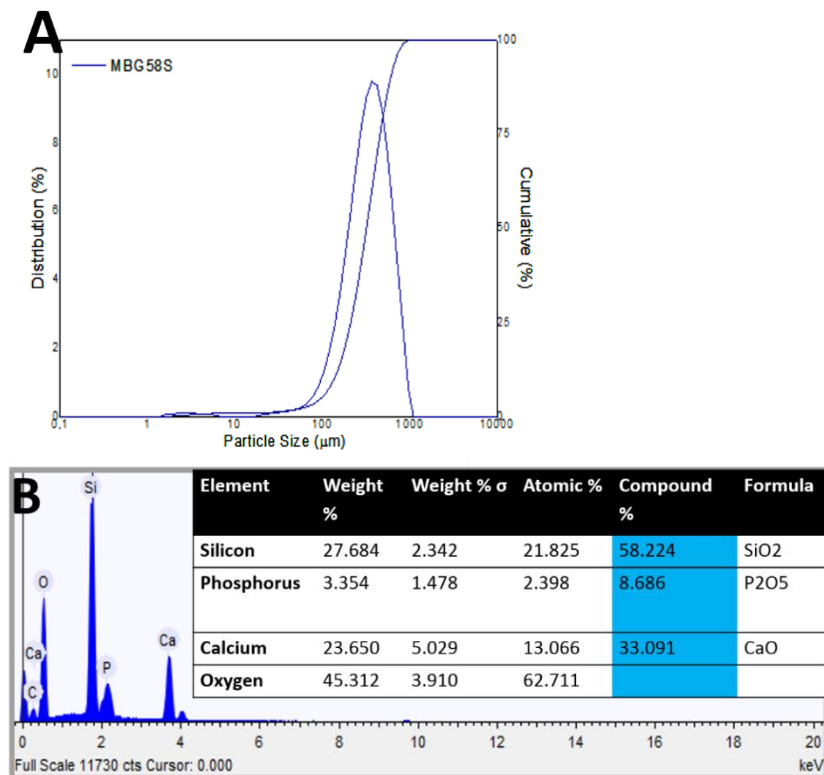 A
MBG58S
10
8
6
4
2
0
Distribution (%)
100
75
50
25
0
Cumulative (%)
0,1 1 10 100 1000 10000
Particle Size (μm)
B
Si
O
Ca
C
P
Ca
Element Weight % Weight % σ Atomic % Compound % Formula
Silicon 27.684 2.342 21.825 58.224 SiO2
Phosphorus 3.354 1.478 2.398 8.686 P2O5
Calcium 23.650 5.029 13.066 33.091 CaO
Oxygen 45.312 3.910 62.711
0 2 4 6 8 10 12 14 16 18 20
Full Scale 11730 cts Cursor: 0.000 keV